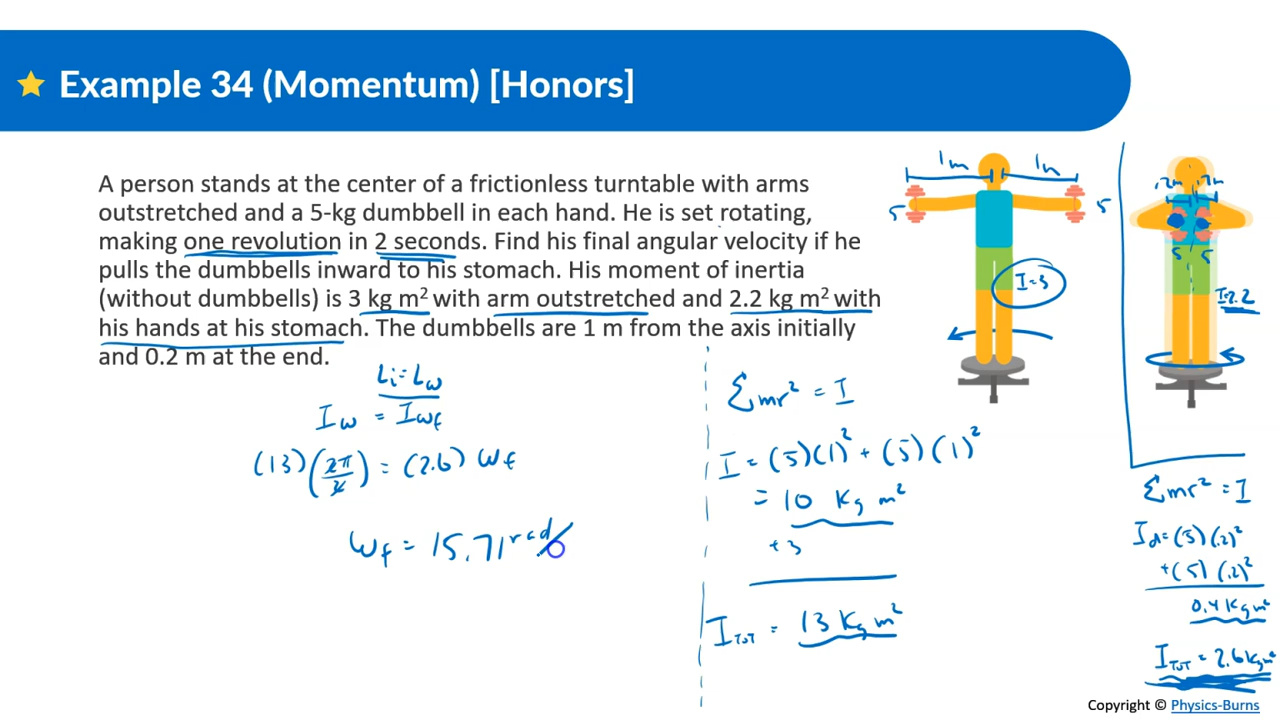 Example 34 (Momentum) [Honors]
A person stands at the center of a frictionless turntable with arms
outstretched and a 5-kg dumbbell in each hand. He is set rotating,
making one revolution in 2 seconds. Find his final angular velocity if he
pulls the dumbbells inward to his stomach. His moment of inertia
(without dumbbells) is 3 kg m² with arm outstretched and 2.2 kg m² with
his hands at his stomach. The dumbbells are 1 m from the axis initially
and 0.2 m at the end.
Li = Lω
Iω = Iωf
(13)(2π/2) = (2.6) ωf
ωf = 15.71 rad/
Σmr² = I
I = (5)(1)² + (5)(1)²
= 10 Kg m²
+3
ITOT = 13 Kg m²
1m 1m
5 5
I=3
.2m .2m
5 5
I=2.2
Σmr² = I
Id = (5)(.2)²
+(5)(.2)²
0.4 Kg m²
ITOT = 2.6 Kg m²
Copyright © Physics-Burns